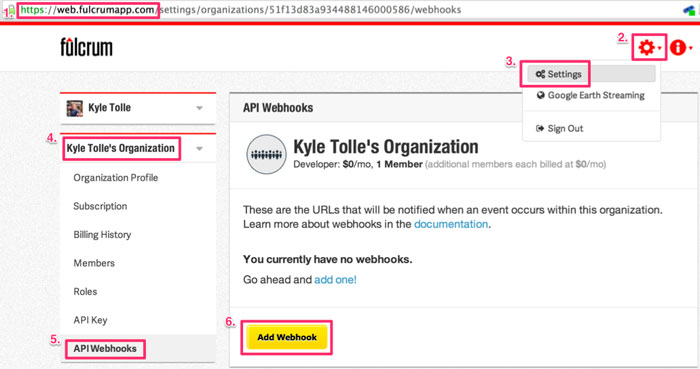 1. https://web.fulcrumapp.com/settings/organizations/51f13d83a934488146000586/webhooks
fulcrum
2.
3. Settings
Google Earth Streaming
Sign Out
Kyle Tolle
4. Kyle Tolle's Organization
Organization Profile
Subscription
Billing History
Members
Roles
API Key
5. API Webhooks
API Webhooks
Kyle Tolle's Organization
Developer: $0/mo, 1 Member (additional members each billed at $0/mo)
These are the URLs that will be notified when an event occurs within this organization.
Learn more about webhooks in the documentation.
You currently have no webhooks.
Go ahead and add one!
6. Add Webhook